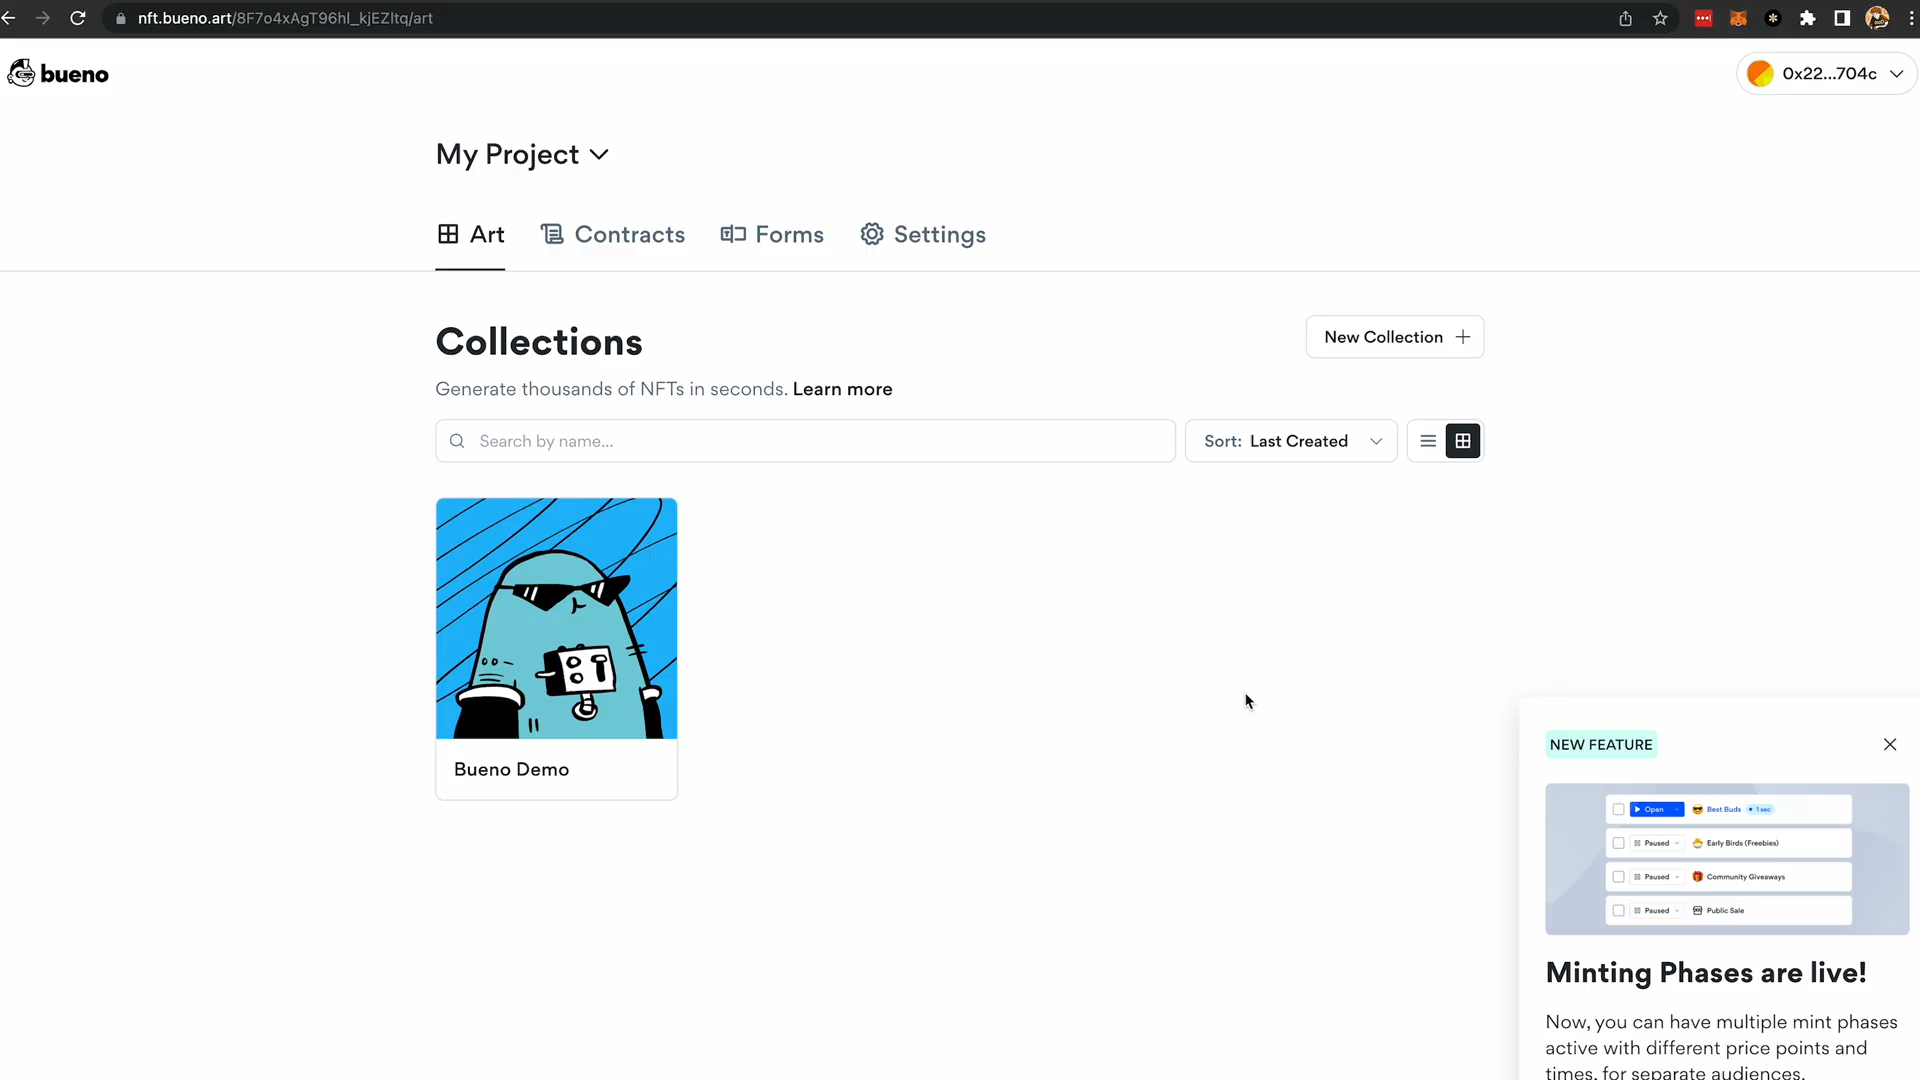 nft.bueno.art/8F7o4xAgT96hl_kjEZltq/art
bueno
0x22...704c
My Project
Art
Contracts
Forms
Settings
Collections
New Collection
Generate thousands of NFTs in seconds. Learn more
Search by name...
Sort: Last Created
Bueno Demo
NEW FEATURE
Open
Best Buds
1 sec
Paused
Early Birds (Freebies)
Paused
Community Giveaways
Paused
Public Sale
Minting Phases are live!
Now, you can have multiple mint phases
active with different price points and
times, for separate audiences.